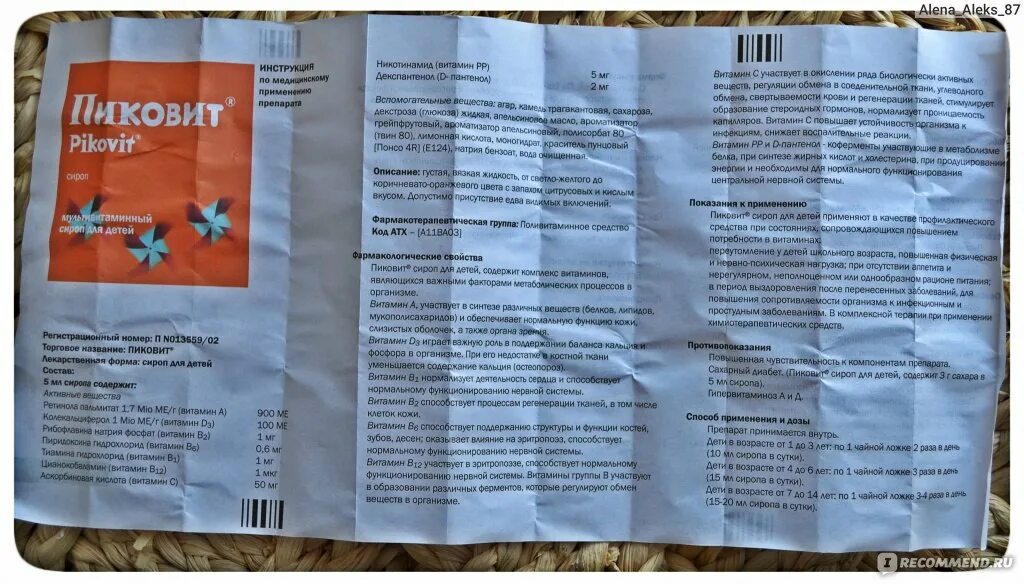 Alena_Aleks_87
ПИКОВИТ®
Pikovit®
сироп
мультивитаминный
сироп для детей
ИНСТРУКЦИЯ
по медицинскому
применению
препарата
Регистрационный номер: П N013559/02
Торговое название: ПИКОВИТ®
Лекарственная форма: сироп для детей
Состав:
5 мл сиропа содержит:
Активные вещества
Ретинола пальмитат 1,7 Mio МЕ/г (витамин А) 900 МЕ
Колекальциферол 1 Mio МЕ/г (витамин D3) 100 МЕ
Рибофлавина натрия фосфат (витамин В2) 1 мг
Пиридоксина гидрохлорид (витамин В6) 0,6 мг
Тиамина гидрохлорид (витамин В1) 1 мг
Цианокобаламин (витамин В12) 1 мкг
Аскорбиновая кислота (витамин С) 50 мг
Никотинамид (витамин РР) 5 мг
Декспантенол (D- пантенол) 2 мг
Вспомогательные вещества: агар, камедь трагакантовая, сахароза,
декстроза (глюкоза) жидкая, апельсиновое масло, ароматизатор
грейпфрутовый, ароматизатор апельсиновый, полисорбат 80
(твин 80), лимонная кислота, моногидрат, краситель пунцовый
[Понсо 4R] (Е124), натрия бензоат, вода очищенная.
Описание: густая, вязкая жидкость, от светло-желтого до
коричневато-оранжевого цвета с запахом цитрусовых и кислым
вкусом. Допустимо присутствие едва видимых включений.
Фармакотерапевтическая группа: Поливитаминное средство
Код АТХ – [А11ВА03]
Фармакологические свойства
Пиковит® сироп для детей, содержит комплекс витаминов,
являющихся важными факторами метаболических процессов в
организме.
Витамин А, участвует в синтезе различных веществ (белков, липидов,
мукополисахаридов) и обеспечивает нормальную функцию кожи,
слизистых оболочек, а также органа зрения.
Витамин D3 играет важную роль в поддержании баланса кальция и
фосфора в организме. При его недостатке в костной ткани
уменьшается содержание кальция (остеопороз).
Витамин В1 нормализует деятельность сердца и способствует
нормальному функционированию нервной системы.
Витамин В2 способствует процессам регенерации тканей, в том числе
клеток кожи.
Витамин В6 способствует поддержанию структуры и функции костей,
зубов, десен; оказывает влияние на эритропоэз, способствует
нормальному функционированию нервной системы.
Витамин В12 участвует в эритропоэзе, способствует нормальному
функционированию нервной системы. Витамины группы В участвуют
в образовании различных ферментов, которые регулируют обмен
веществ в организме.
Витамин С участвует в окислении ряда биологически активных
веществ, регуляции обмена в соединительной ткани, углеводного
обмена, свертываемости крови и регенерации тканей, стимулирует
образование стероидных гормонов, нормализует проницаемость
капилляров. Витамин С повышает устойчивость организма к
инфекциям, снижает воспалительные реакции.
Витамин РР и D-пантенол - коферменты участвующие в метаболизме
белка, при синтезе жирных кислот и холестерина, при продуцировании
энергии и необходимы для нормального функционирования
центральной нервной системы.
Показания к применению
Пиковит® сироп для детей применяют в качестве профилактического
средства при состояниях, сопровождающихся повышением
потребности в витаминах:
переутомление у детей школьного возраста, повышенная физическая
и нервно-психическая нагрузка; при отсутствии аппетита и
нерегулярном, неполноценном или однообразном рационе питания;
в период выздоровления после перенесенных заболеваний, для
повышения сопротивляемости организма к инфекционным и
простудным заболеваниям. В комплексной терапии при применении
химиотерапевтических средств.
Противопоказания
Повышенная чувствительность к компонентам препарата.
Сахарный диабет. (Пиковит® сироп для детей, содержит 3 г сахара в
5 мл сиропа).
Гипервитаминоз А и Д.
Способ применения и дозы
Препарат принимается внутрь.
Дети в возрасте от 1 до 3 лет: по 1 чайной ложке 2 раза в день
(10 мл сиропа в сутки).
Дети в возрасте от 4 до 6 лет: по 1 чайной ложке 3 раза в день
(15 мл сиропа в сутки).
Дети в возрасте от 7 до 14 лет: по 1 чайной ложке 3-4 раза в день
(15-20 мл сиропа в сутки).
IRECOMMEND.RU